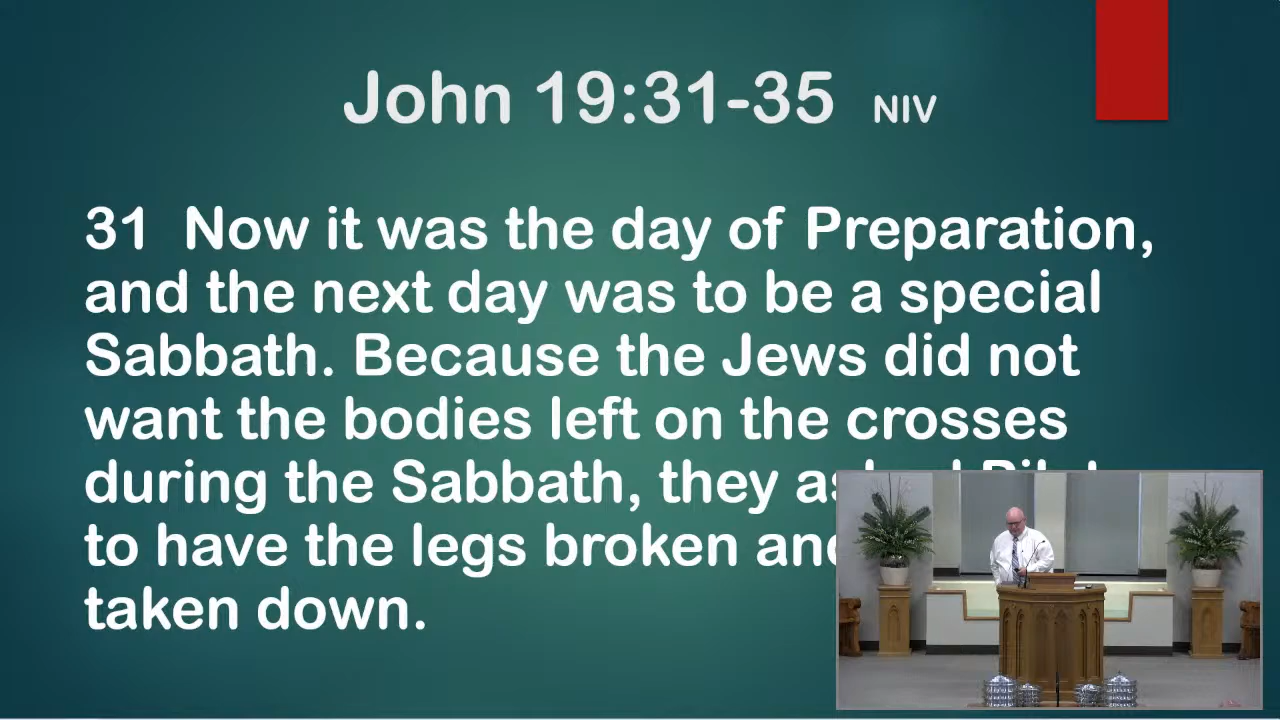 John 19:31-35 NIV
31 Now it was the day of Preparation,
and the next day was to be a special
Sabbath. Because the Jews did not
want the bodies left on the crosses
during the Sabbath, they
to have the legs broken
taken down.